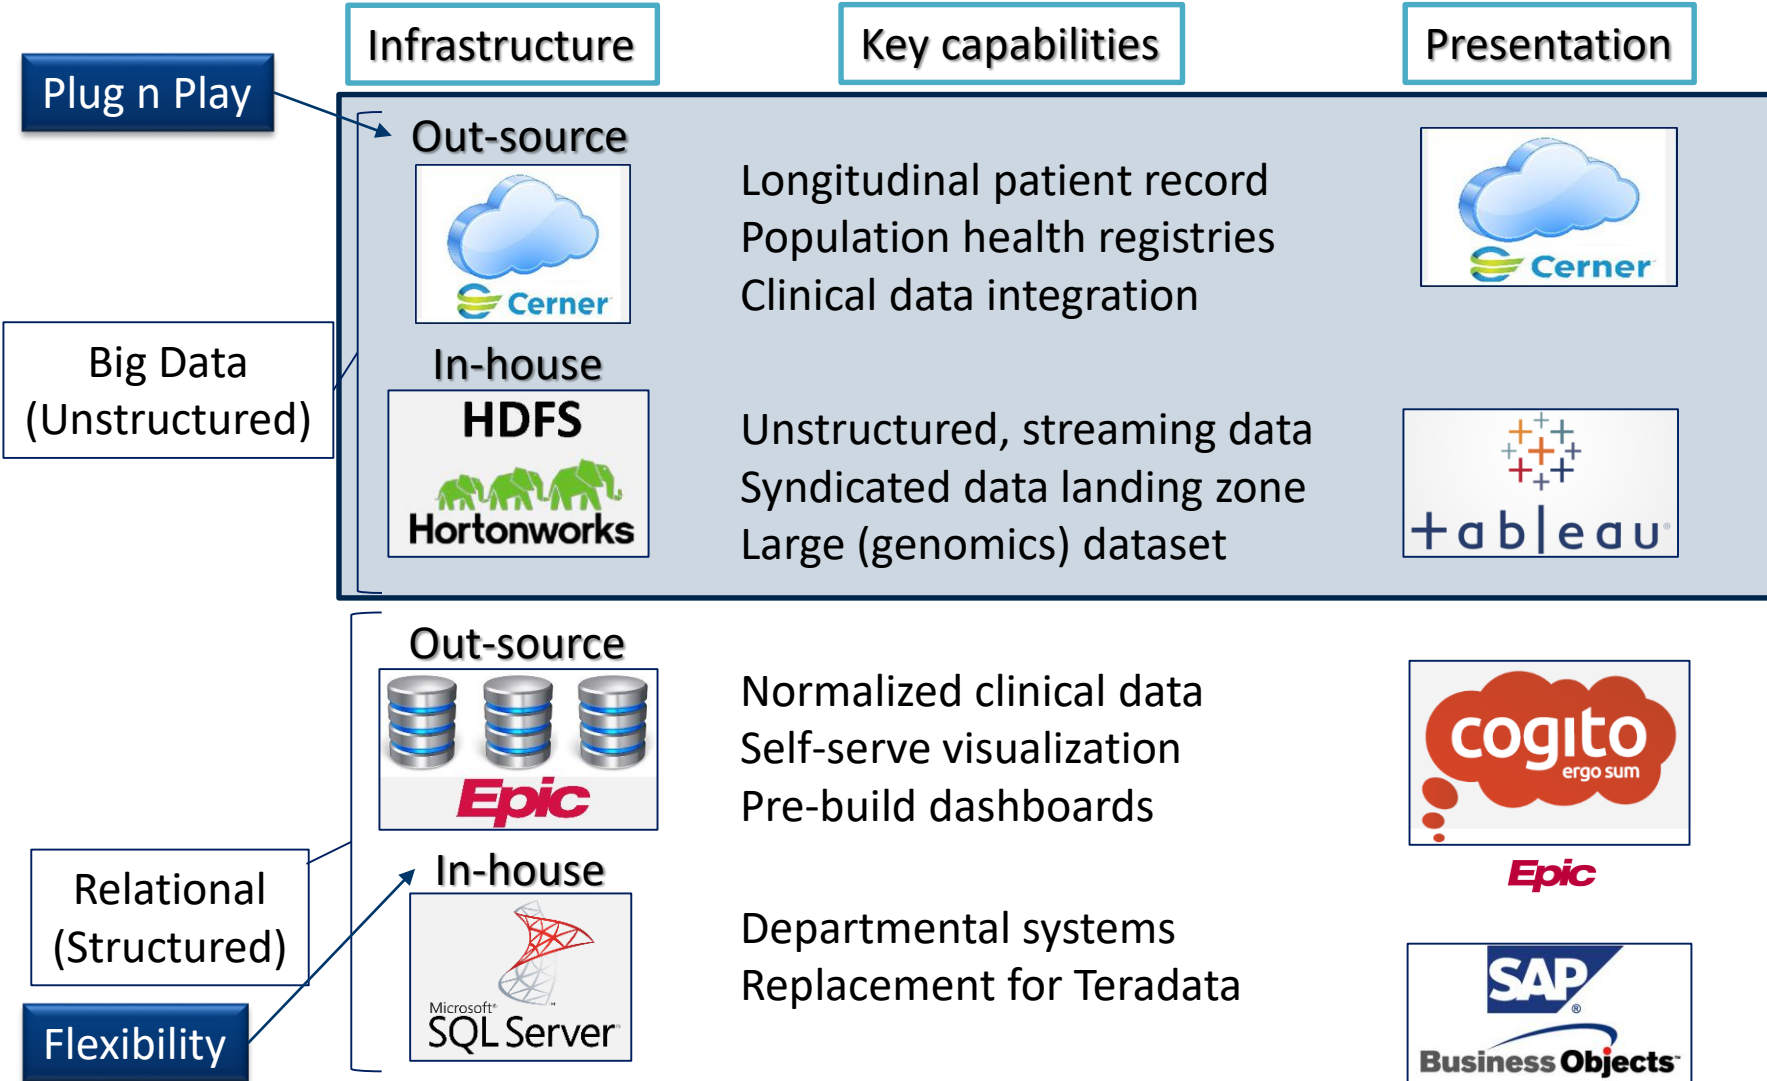 Infrastructure
Key capabilities
Presentation
Plug n Play
Out-source
Cerner
Longitudinal patient record
Population health registries
Clinical data integration
Cerner
Big Data
(Unstructured)
In-house
HDFS
Hortonworks
Unstructured, streaming data
Syndicated data landing zone
Large (genomics) dataset
+ableau®
Out-source
Epic
Normalized clinical data
Self-serve visualization
Pre-build dashboards
cogito
ergo sum
Epic
Relational
(Structured)
In-house
Microsoft®
SQL Server
Departmental systems
Replacement for Teradata
SAP®
Business Objects™
Flexibility